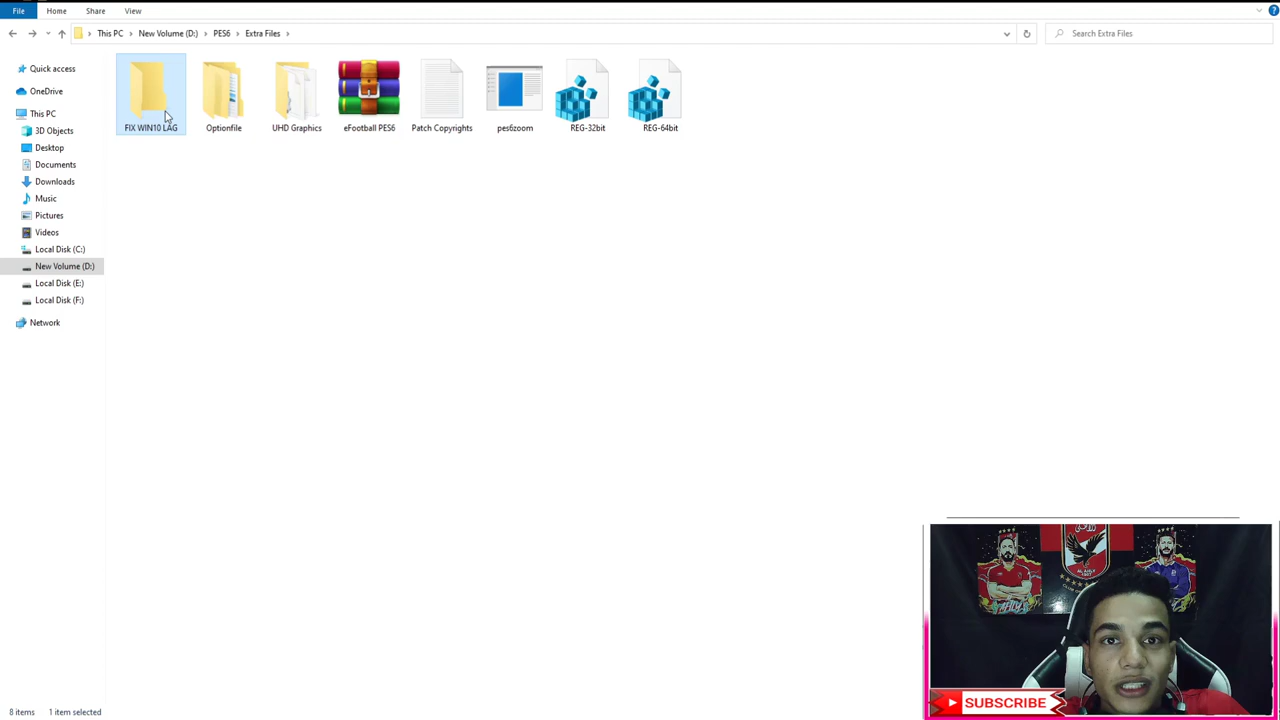 File
Home
Share
View
This PC
New Volume (D:)
PES6
Extra Files
Search Extra Files
Quick access
OneDrive
This PC
3D Objects
Desktop
Documents
Downloads
Music
Pictures
Videos
Local Disk (C:)
New Volume (D:)
Local Disk (E:)
Local Disk (F:)
Network
FIX WIN10 LAG
Optionfile
UHD Graphics
eFootball PES6
Patch Copyrights
pes6zoom
REG-32bit
REG-64bit
AL AHLY
1907
SUBSCRIBE
8 items
1 item selected